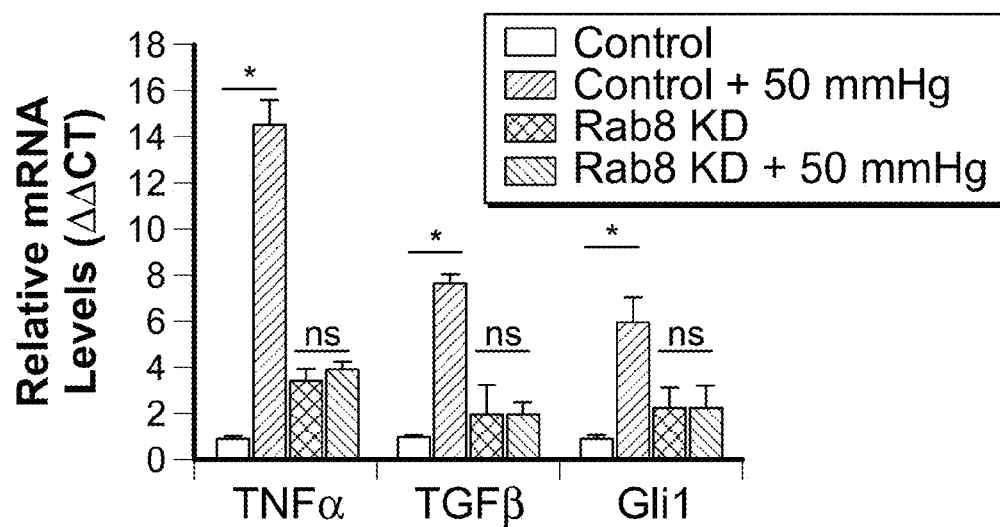 Control
Control + 50 mmHg
Rab8 KD
Rab8 KD + 50 mmHg
Relative mRNA
Levels (ΔΔCT)
18
16
14
12
10
8
6
4
2
0
*
*
*
ns
ns
ns
TNFα
TGFβ
Gli1